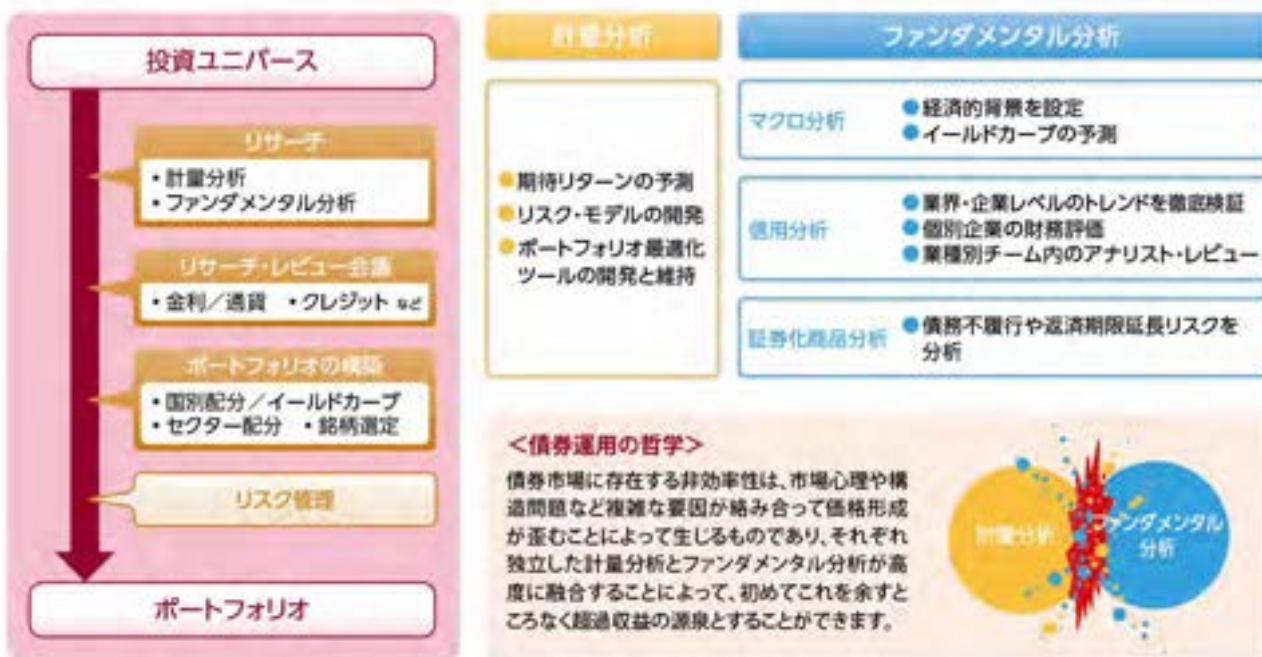 投資ユニバース
リサーチ
・計量分析
・ファンダメンタル分析
リサーチ・レビュー会議
・金利／通貨 ・クレジット など
ポートフォリオの構築
・国別配分／イールドカーブ
・セクター配分 ・銘柄選定
リスク管理
ポートフォリオ
計量分析
●期待リターンの予測
●リスク・モデルの開発
●ポートフォリオ最適化
ツールの開発と維持
ファンダメンタル分析
マクロ分析
●経済的背景を設定
●イールドカーブの予測
信用分析
●業界・企業レベルのトレンドを徹底検証
●個別企業の財務評価
●業種別チーム内のアナリスト・レビュー
証券化商品分析
●債務不履行や返済期限延長リスクを
分析
＜債券運用の哲学＞
債券市場に存在する非効率性は、市場心理や構
造問題など複雑な要因が絡み合って価格形成
が歪むことによって生じるものであり、それぞれ
独立した計量分析とファンダメンタル分析が高
度に融合することによって、初めてこれを余すと
ころなく超過収益の源泉とすることができます。
計量分析
ファンダメンタル
分析